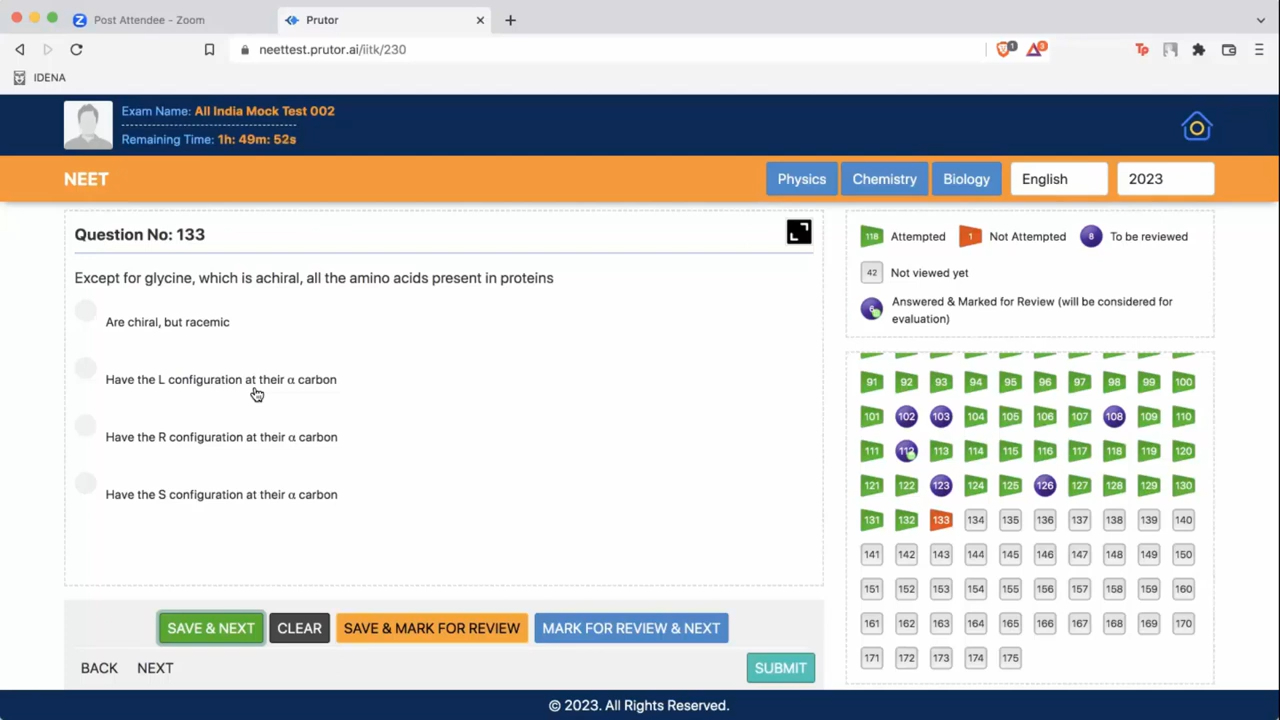 Post Attendee - Zoom
Prutor
neettest.prutor.ai/iitk/230
1
3
Tp
IDENA
Exam Name: All India Mock Test 002
Remaining Time: 1h: 49m: 52s
NEET
Physics
Chemistry
Biology
English
2023
Question No: 133
Except for glycine, which is achiral, all the amino acids present in proteins
Are chiral, but racemic
Have the L configuration at their α carbon
Have the R configuration at their α carbon
Have the S configuration at their α carbon
SAVE & NEXT
CLEAR
SAVE & MARK FOR REVIEW
MARK FOR REVIEW & NEXT
BACK
NEXT
SUBMIT
118 Attempted
1 Not Attempted
8 To be reviewed
42 Not viewed yet
6 Answered & Marked for Review (will be considered for
evaluation)
91 92 93 94 95 96 97 98 99 100
101 102 103 104 105 106 107 108 109 110
111 112 113 114 115 116 117 118 119 120
121 122 123 124 125 126 127 128 129 130
131 132 133 134 135 136 137 138 139 140
141 142 143 144 145 146 147 148 149 150
151 152 153 154 155 156 157 158 159 160
161 162 163 164 165 166 167 168 169 170
171 172 173 174 175
© 2023. All Rights Reserved.